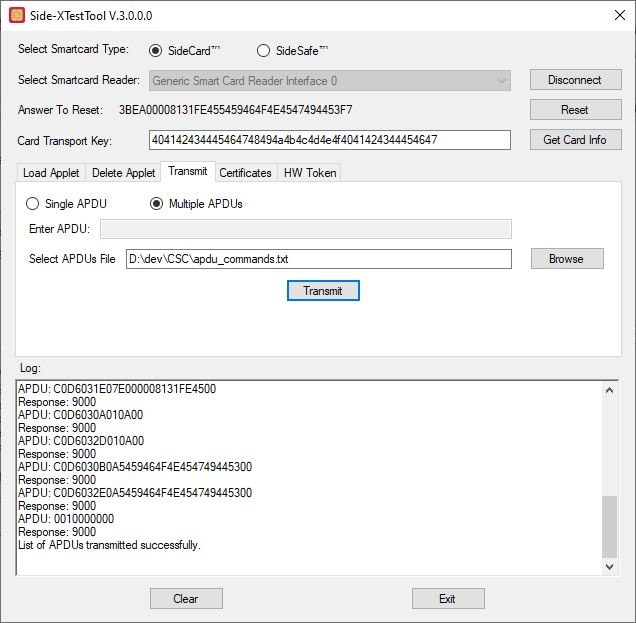 Side-XTestTool V.3.0.0.0
Select Smartcard Type: SideCard™ SideSafe™
Select Smartcard Reader: Generic Smart Card Reader Interface 0 Disconnect
Answer To Reset: 3BEA00008131FE455459464F4E4547494453F7 Reset
Card Transport Key: 404142434445464748494a4b4c4d4e4f4041424344454647 Get Card Info
Load Applet Delete Applet Transmit Certificates HW Token
Single APDU Multiple APDUs
Enter APDU:
Select APDUs File D:\dev\CSC\apdu_commands.txt Browse
Transmit
Log:
APDU: C0D6031E07E000008131FE4500
Response: 9000
APDU: C0D6030A010A00
Response: 9000
APDU: C0D6032D010A00
Response: 9000
APDU: C0D6030B0A5459464F4E454749445300
Response: 9000
APDU: C0D6032E0A5459464F4E454749445300
Response: 9000
APDU: 0010000000
Response: 9000
List of APDUs transmitted successfully.
Clear Exit